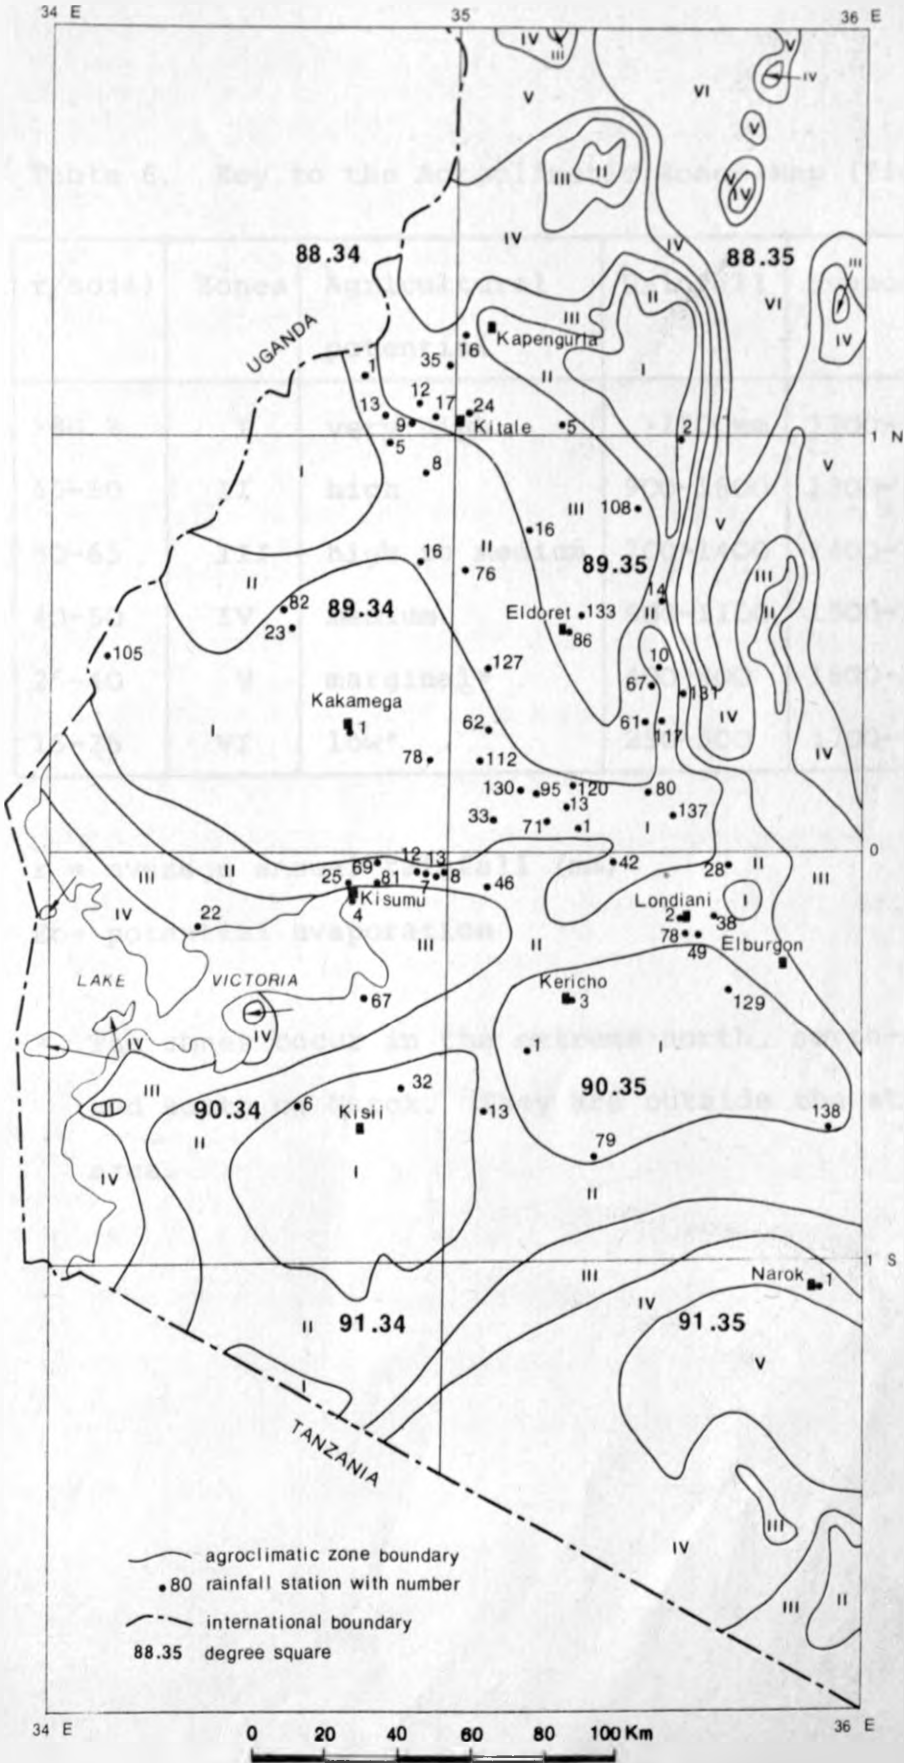 34 E 35 36 E
IV III V IV
V VI
V
III II V IV
IV IV
88.34 88.35
II VI III
UGANDA III IV
16 Kapenguria
35 I
1 II
12 17 24
13 9 Kitale 5 2
5 1 N
8 V
I III 108
16 V
II
16 76 89.35 III
II 89.34 14 II
82 Eldoret 133 II
23 86
105 10
127 67 131
Kakamega IV
I 1 62 61 117
IV
78 112
130 95 120 80
13 137
33 71 1 I
0
12 13 42 28 II
III II 69 III
25 81 7 8 46 I
IV 22 Kisumu Londiani
4 2 38
III II 78 49 Elburgon
LAKE VICTORIA
67 Kericho
3 129
IV IV
1 I
III 32 90.35
90.34 6 Kisii 13 138
II II
79
IV I II
1 S
III Narok 1
IV
II 91.34 91.35
V
I
TANZANIA
III
IV
III II
agroclimatic zone boundary
80 rainfall station with number
international boundary
88.35 degree square
34 E 36 E
0 20 40 60 80 100 Km